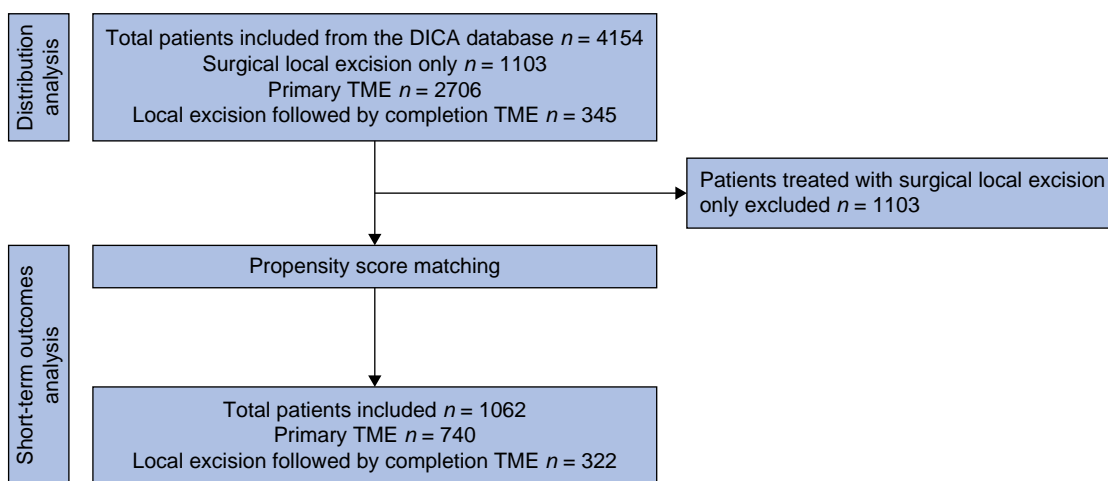 Distribution
analysis
Total patients included from the DICA database n = 4154
Surgical local excision only n = 1103
Primary TME n = 2706
Local excision followed by completion TME n = 345
Patients treated with surgical local excision
only excluded n = 1103
Short-term outcomes
analysis
Propensity score matching
Total patients included n = 1062
Primary TME n = 740
Local excision followed by completion TME n = 322